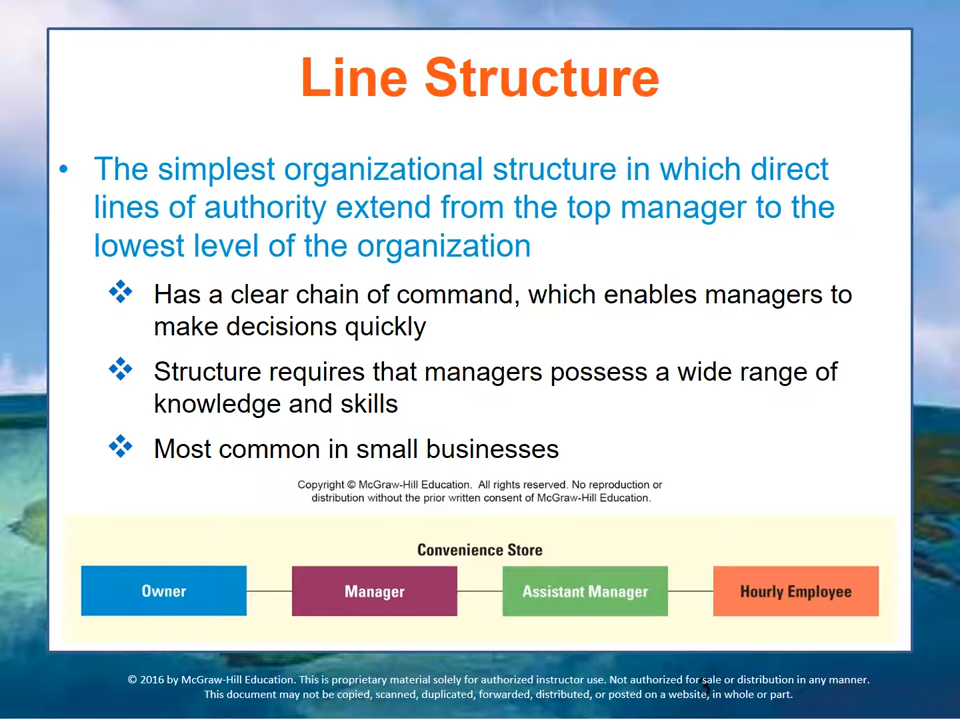 Line Structure
• The simplest organizational structure in which direct
lines of authority extend from the top manager to the
lowest level of the organization
❖ Has a clear chain of command, which enables managers to
make decisions quickly
❖ Structure requires that managers possess a wide range of
knowledge and skills
❖ Most common in small businesses
Copyright © McGraw-Hill Education. All rights reserved. No reproduction or
distribution without the prior written consent of McGraw-Hill Education.
Convenience Store
Owner
Manager
Assistant Manager
Hourly Employee
© 2016 by McGraw-Hill Education. This is proprietary material solely for authorized instructor use. Not authorized for sale or distribution in any manner.
This document may not be copied, scanned, duplicated, forwarded, distributed, or posted on a website, in whole or part.